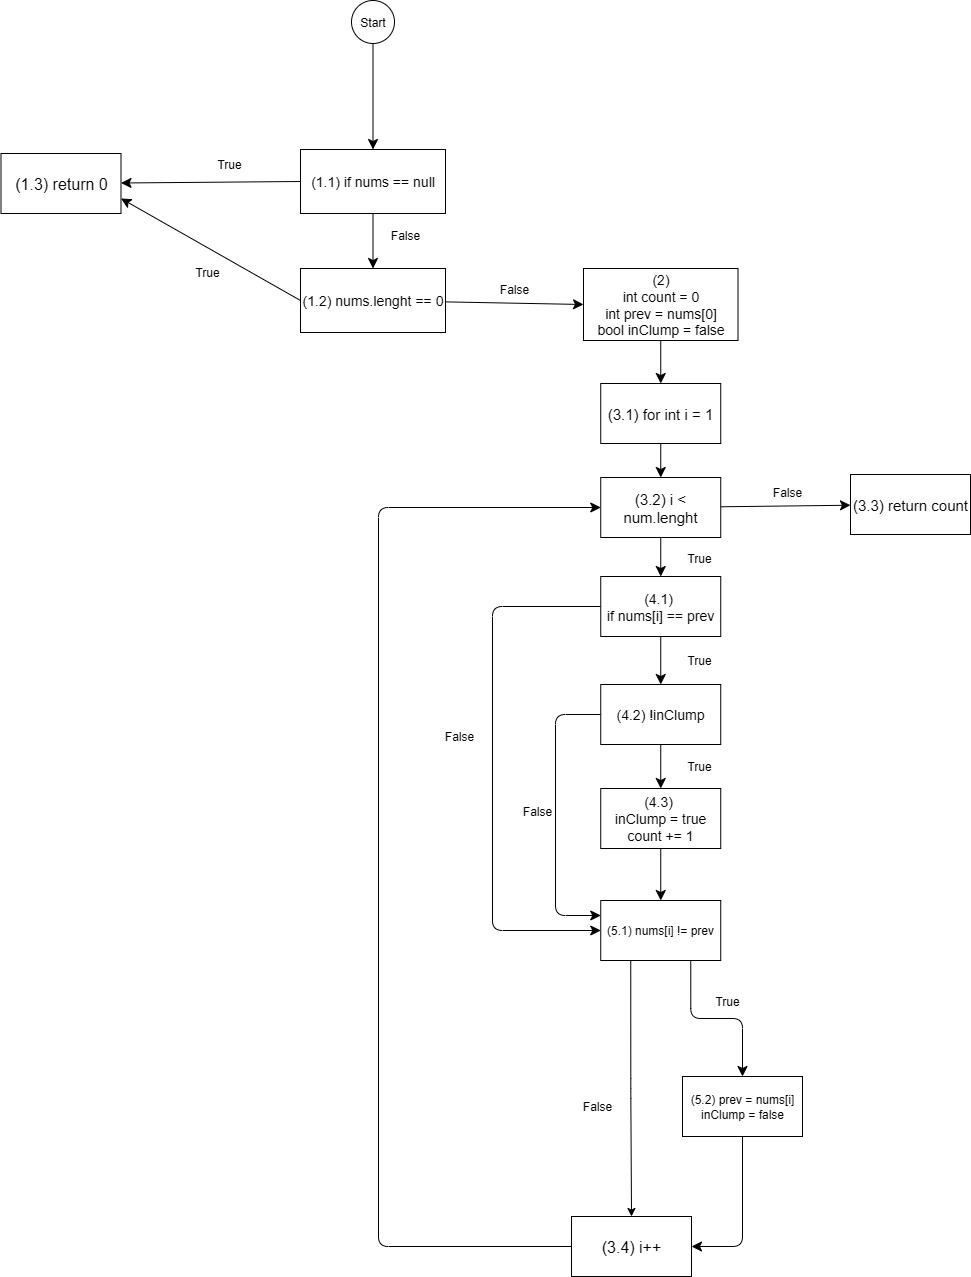 Start
True
(1.3) return 0
(1.1) if nums == null
False
True
(1.2) nums.lenght == 0
False
(2)
int count = 0
int prev = nums[0]
bool inClump = false
(3.1) for int i = 1
(3.2) i <
num.lenght
False
(3.3) return count
True
(4.1)
if nums[i] == prev
True
(4.2) !inClump
False
True
False
(4.3)
inClump = true
count += 1
(5.1) nums[i] != prev
True
False
(5.2) prev = nums[i]
inClump = false
(3.4) i++